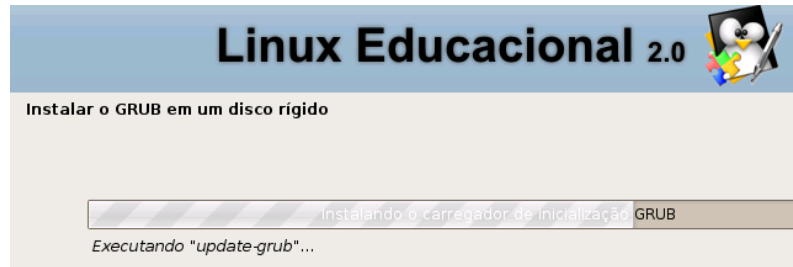 Linux Educacional 2.0
Instalar o GRUB em um disco rígido
Instalando o carregador de inicialização GRUB
Executando "update-grub"...